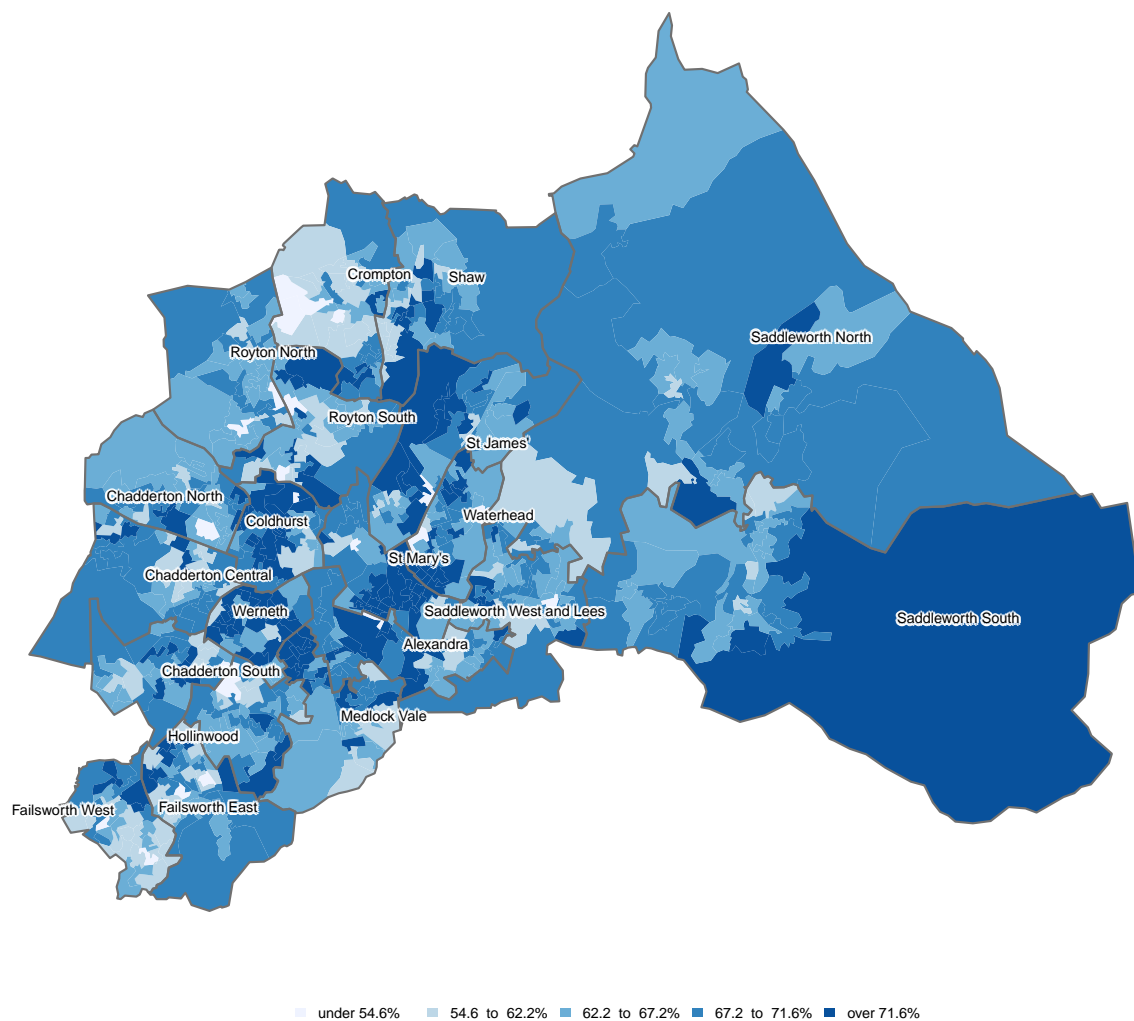 Crompton
Shaw
Saddleworth North
Royton North
Royton South
St James'
Chadderton North
Waterhead
Coldhurst
St Mary's
Chadderton Central
Werneth
Saddleworth West and Lees
Saddleworth South
Alexandra
Chadderton South
Medlock Vale
Hollinwood
Failsworth West
Failsworth East
under 54.6% 54.6 to 62.2% 62.2 to 67.2% 67.2 to 71.6% over 71.6%